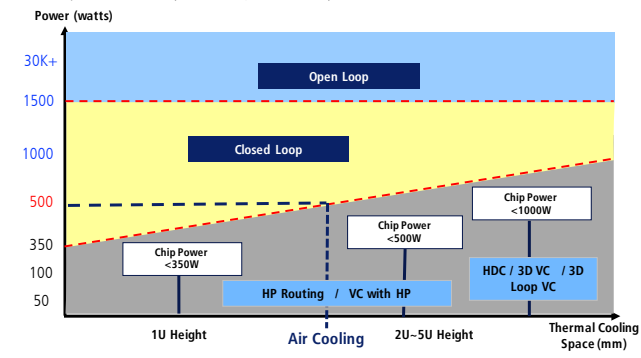 Power (watts)
30K+
Open Loop
1500
1000
Closed Loop
500
Chip Power
<1000W
Chip Power
<500W
350
Chip Power
<350W
100
HDC / 3D VC / 3D
Loop VC
50
HP Routing / VC with HP
1U Height
Air Cooling
2U~5U Height
Thermal Cooling
Space (mm)